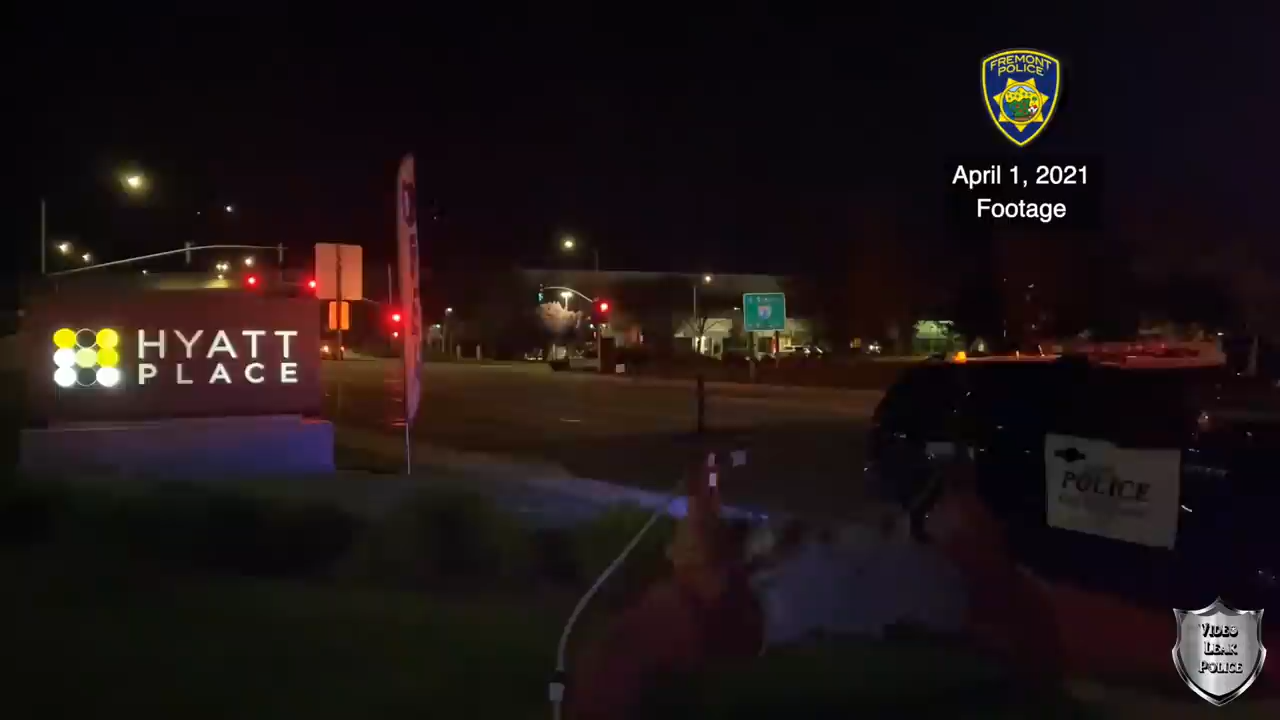 FREMONT
POLICE
April 1, 2021
Footage
HYATT
PLACE
POLICE
VIDEO
LEAK
POLICE